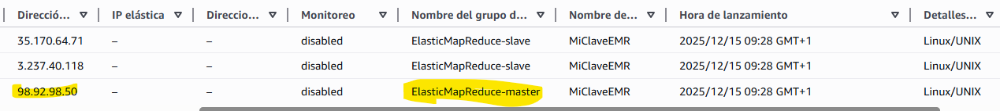 Direcció... IP elástica Direccio... Monitoreo Nombre del grupo d... Nombre de... Hora de lanzamiento Detalles...
35.170.64.71 – – disabled ElasticMapReduce-slave MiClaveEMR 2025/12/15 09:28 GMT+1 Linux/UNIX
3.237.40.118 – – disabled ElasticMapReduce-slave MiClaveEMR 2025/12/15 09:28 GMT+1 Linux/UNIX
98.92.98.50 – – disabled ElasticMapReduce-master MiClaveEMR 2025/12/15 09:28 GMT+1 Linux/UNIX